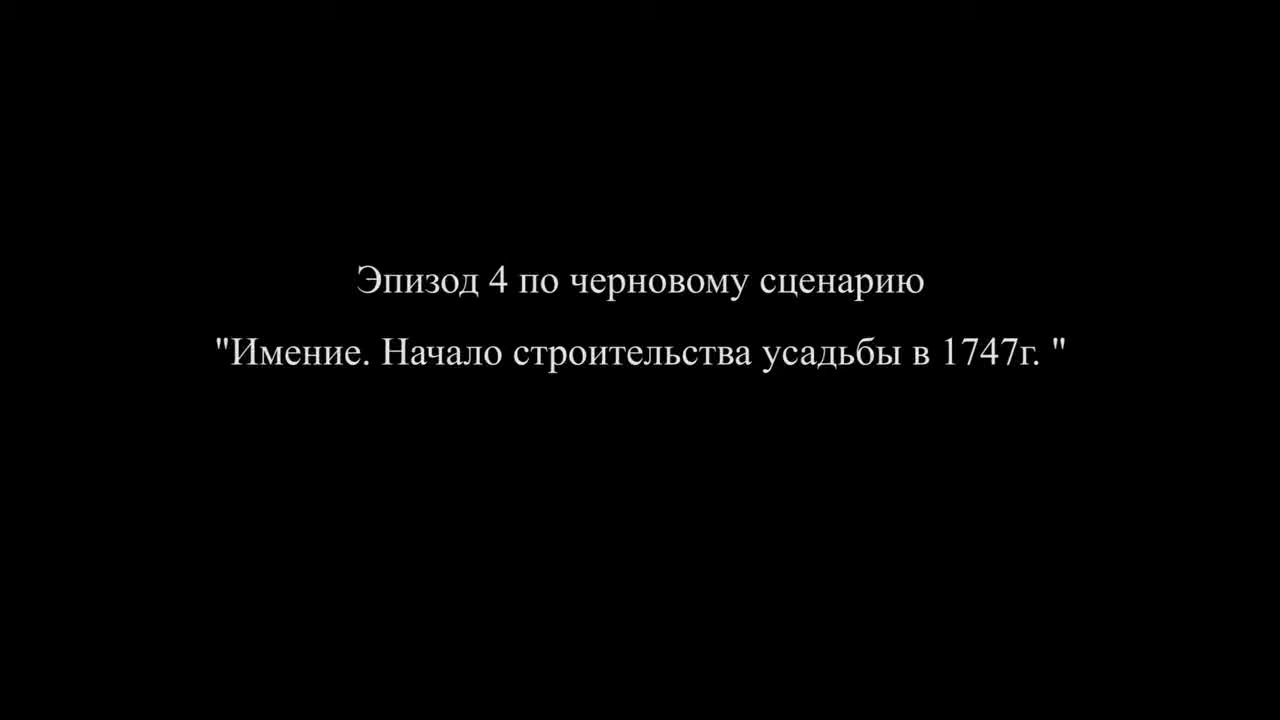 Эпизод 4 по черновому сценарию
"Имение. Начало строительства усадьбы в 1747г. "